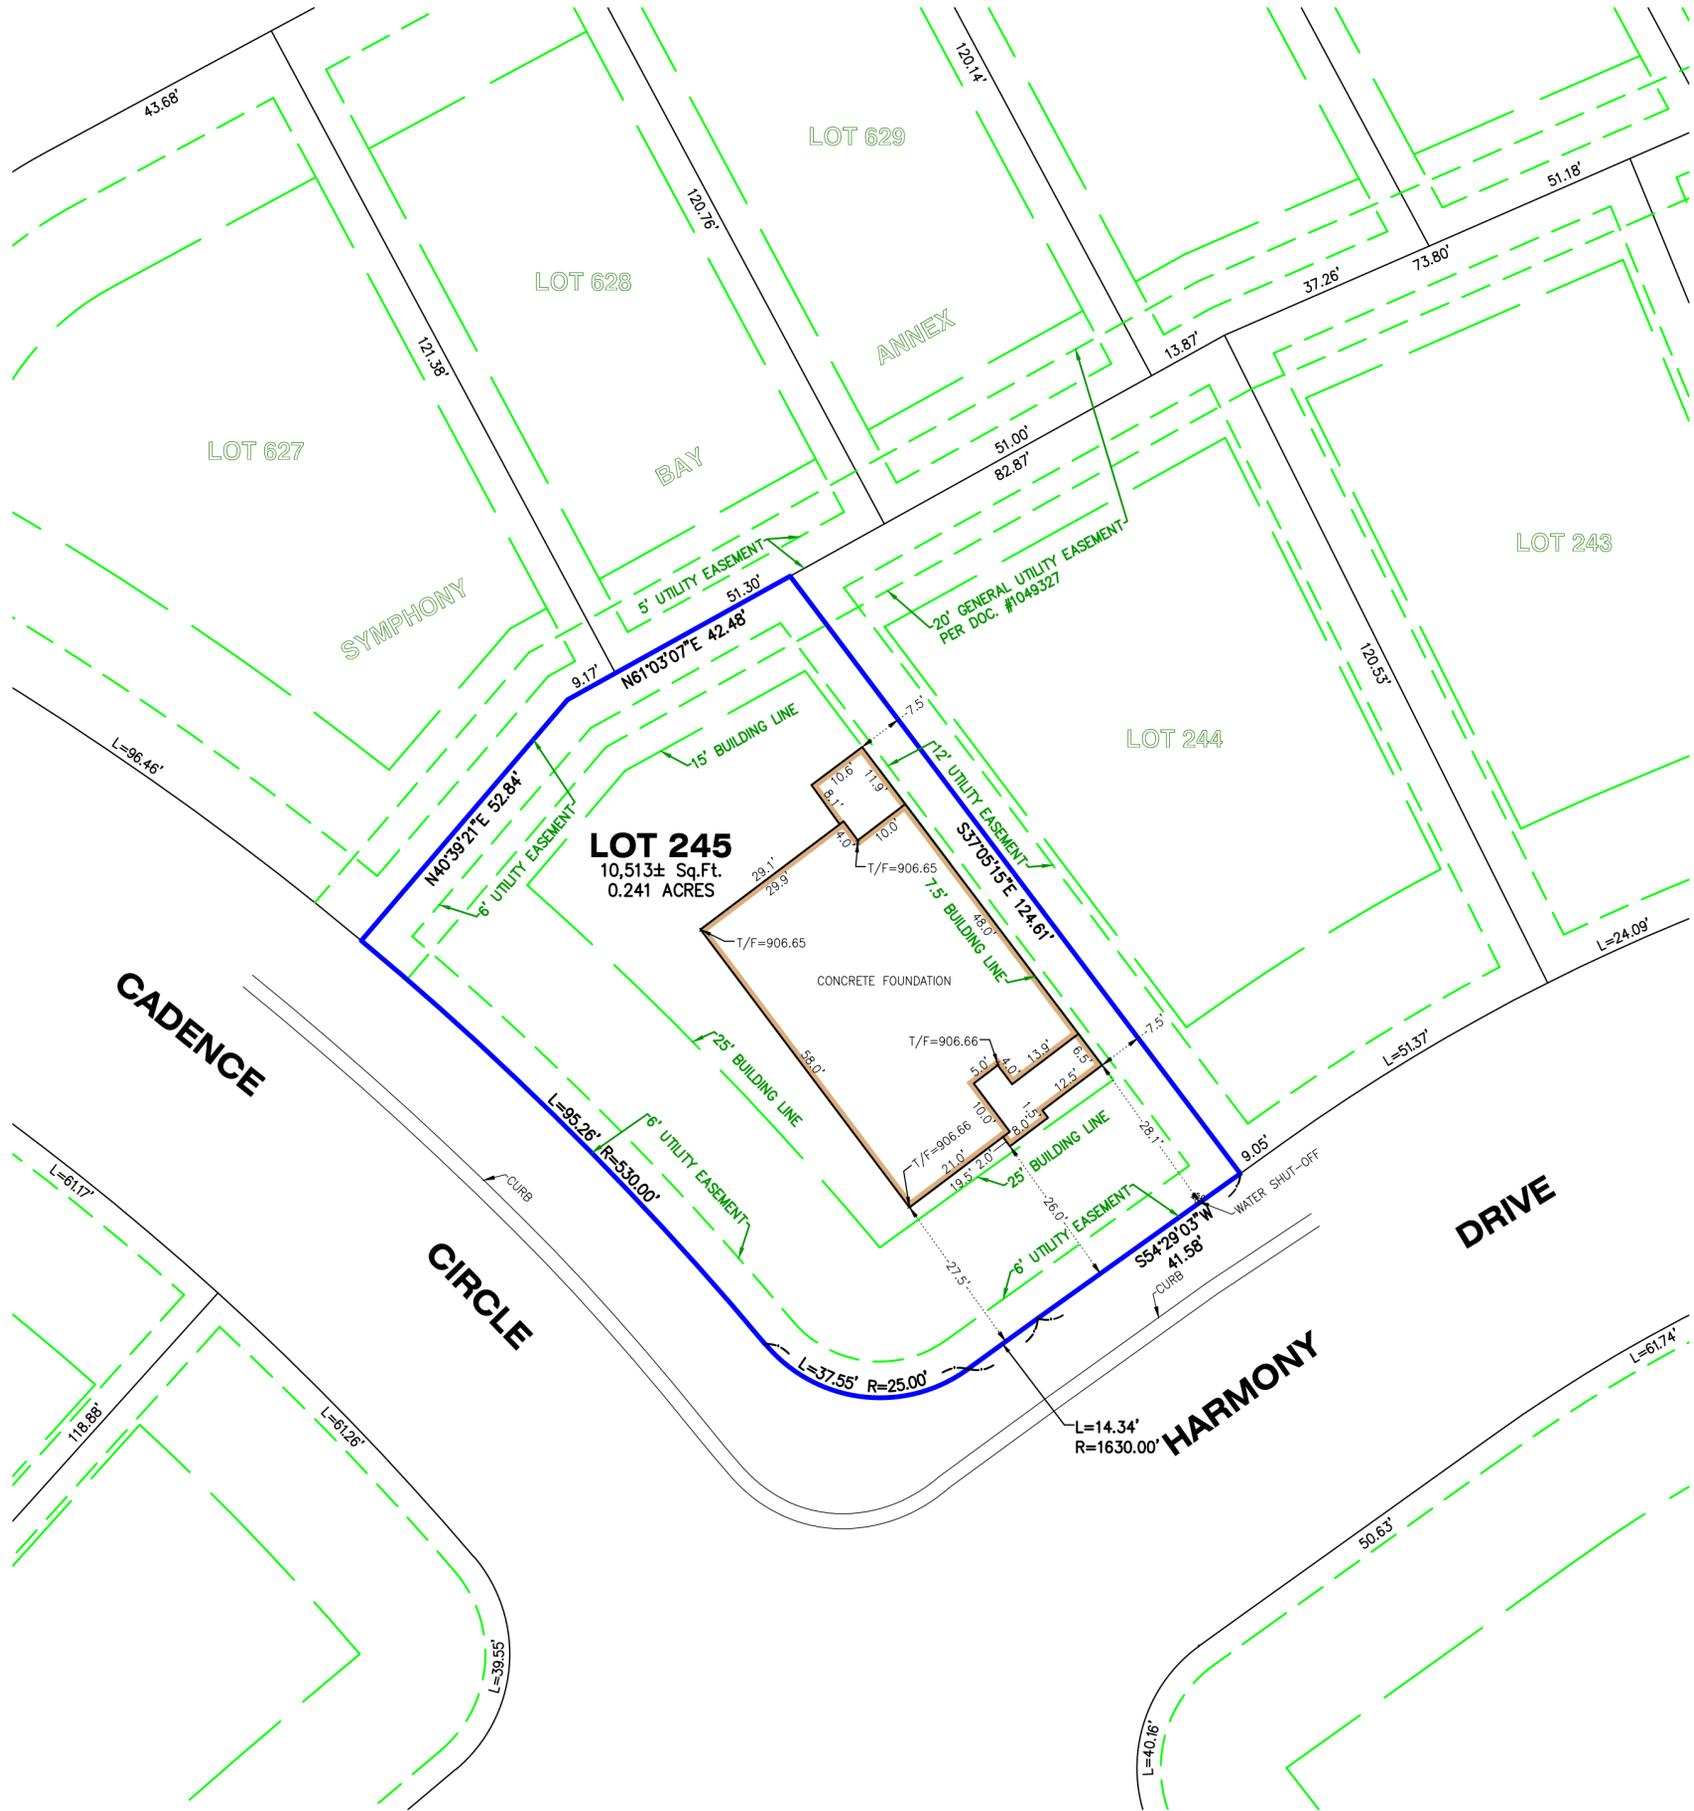 43.68'
120.14'
LOT 629
51.18'
120.76'
73.80'
37.26'
LOT 628
ANNEX
13.87'
121.38'
LOT 627
BAY
51.00'
82.87'
SYMPHONY
5' UTILITY EASEMENT
51.30'
20' GENERAL UTILITY EASEMENT
PER DOC. #1049327
LOT 243
N61°03'07"E 42.48'
9.17'
120.53'
15' BUILDING LINE
7.5'
LOT 244
L=96.46'
12' UTILITY EASEMENT
10.6'
11.9'
8.1'
N40°39'21"E 52.84'
6' UTILITY EASEMENT
LOT 245
10,513± Sq.Ft.
0.241 ACRES
10.0'
4.0'
29.1'
29.9'
T/F=906.65
S37°05'15"E 124.61'
7.5' BUILDING LINE
48.0'
T/F=906.65
CONCRETE FOUNDATION
L=24.09'
CADENCE
25' BUILDING LINE
58.0'
T/F=906.66
5.0'
4.0'
13.9'
6.5'
7.5'
L=51.37'
12.5'
10.0'
1.5'
8.0'
L=95.26' R=530.00'
6' UTILITY EASEMENT
T/F=906.66
21.0'
2.0'
19.5'
25' BUILDING LINE
28.1'
9.05'
L=61.17'
CURB
26.0'
6' UTILITY EASEMENT
WATER SHUT-OFF
S54°29'03"W
41.58'
CURB
DRIVE
CIRCLE
27.5'
L=37.55' R=25.00'
L=61.74'
HARMONY
118.88'
L=61.26'
L=14.34'
R=1630.00'
50.63'
L=39.55'
L=40.16'